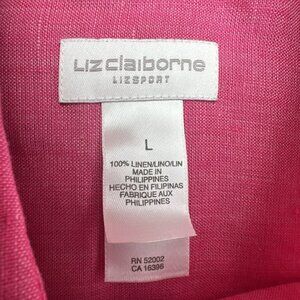 Liz claiborne
LIZSPORT
L
100% LINEN/LINO/LIN
MADE IN
PHILIPPINES
HECHO EN FILIPINAS
FABRIQUE AUX
PHILIPPINES
RN 52002
CA 16396